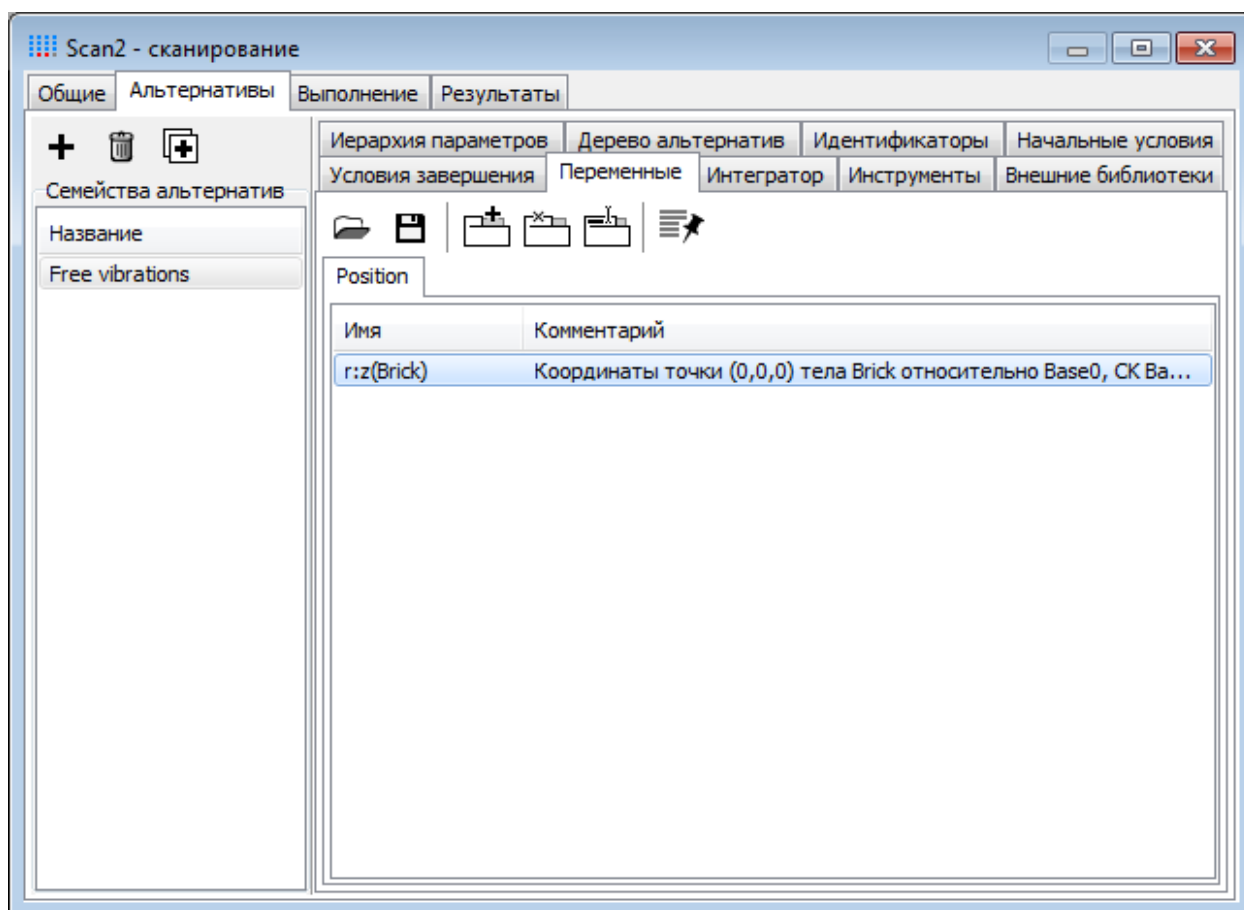 Scan2 - сканирование
Общие Альтернативы Выполнение Результаты
Иерархия параметров Дерево альтернатив Идентификаторы Начальные условия
Условия завершения Переменные Интегратор Инструменты Внешние библиотеки
Семейства альтернатив
Название
Free vibrations
Position
Имя Комментарий
r:z(Brick) Координаты точки (0,0,0) тела Brick относительно Base0, СК Ba...